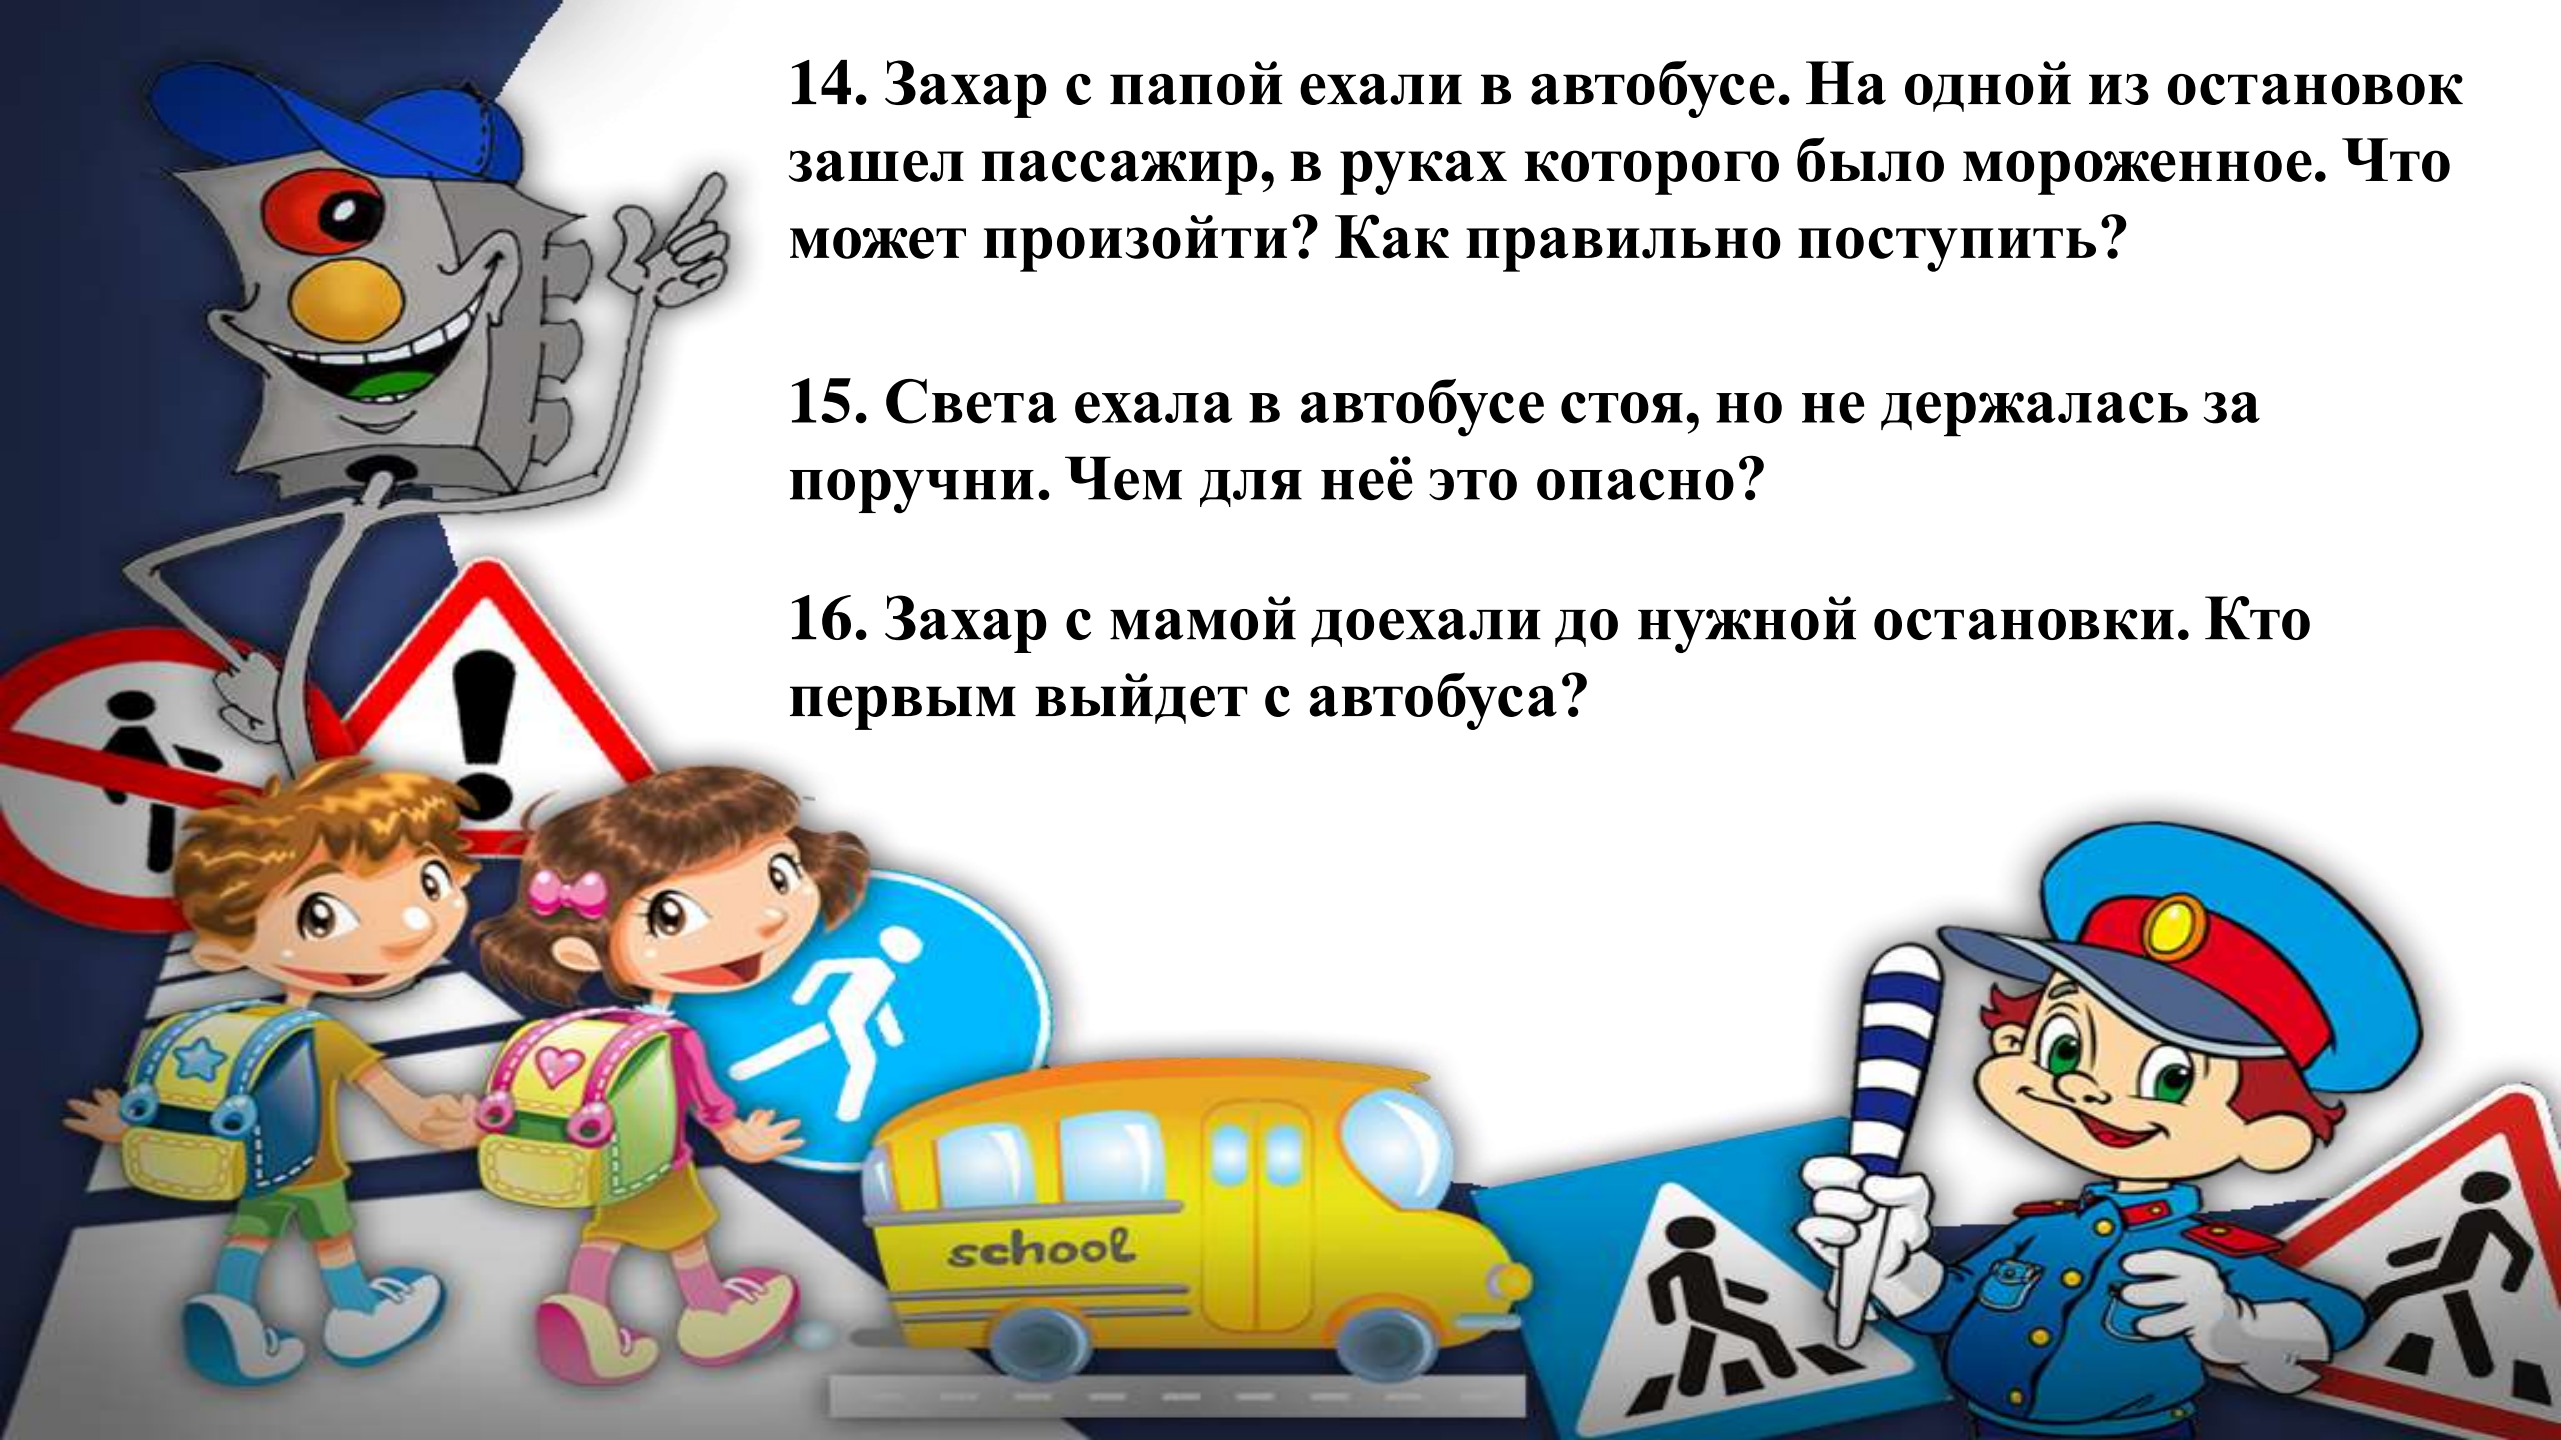 14. Захар с папой ехали в автобусе. На одной из остановок
зашел пассажир, в руках которого было мороженное. Что
может произойти? Как правильно поступить?
15. Света ехала в автобусе стоя, но не держалась за
поручни. Чем для неё это опасно?
16. Захар с мамой доехали до нужной остановки. Кто
первым выйдет с автобуса?
school